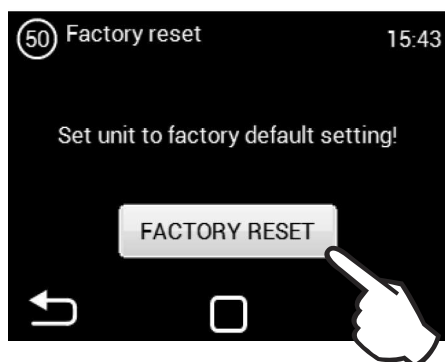 50 Factory reset 15:43
Set unit to factory default setting!
FACTORY RESET